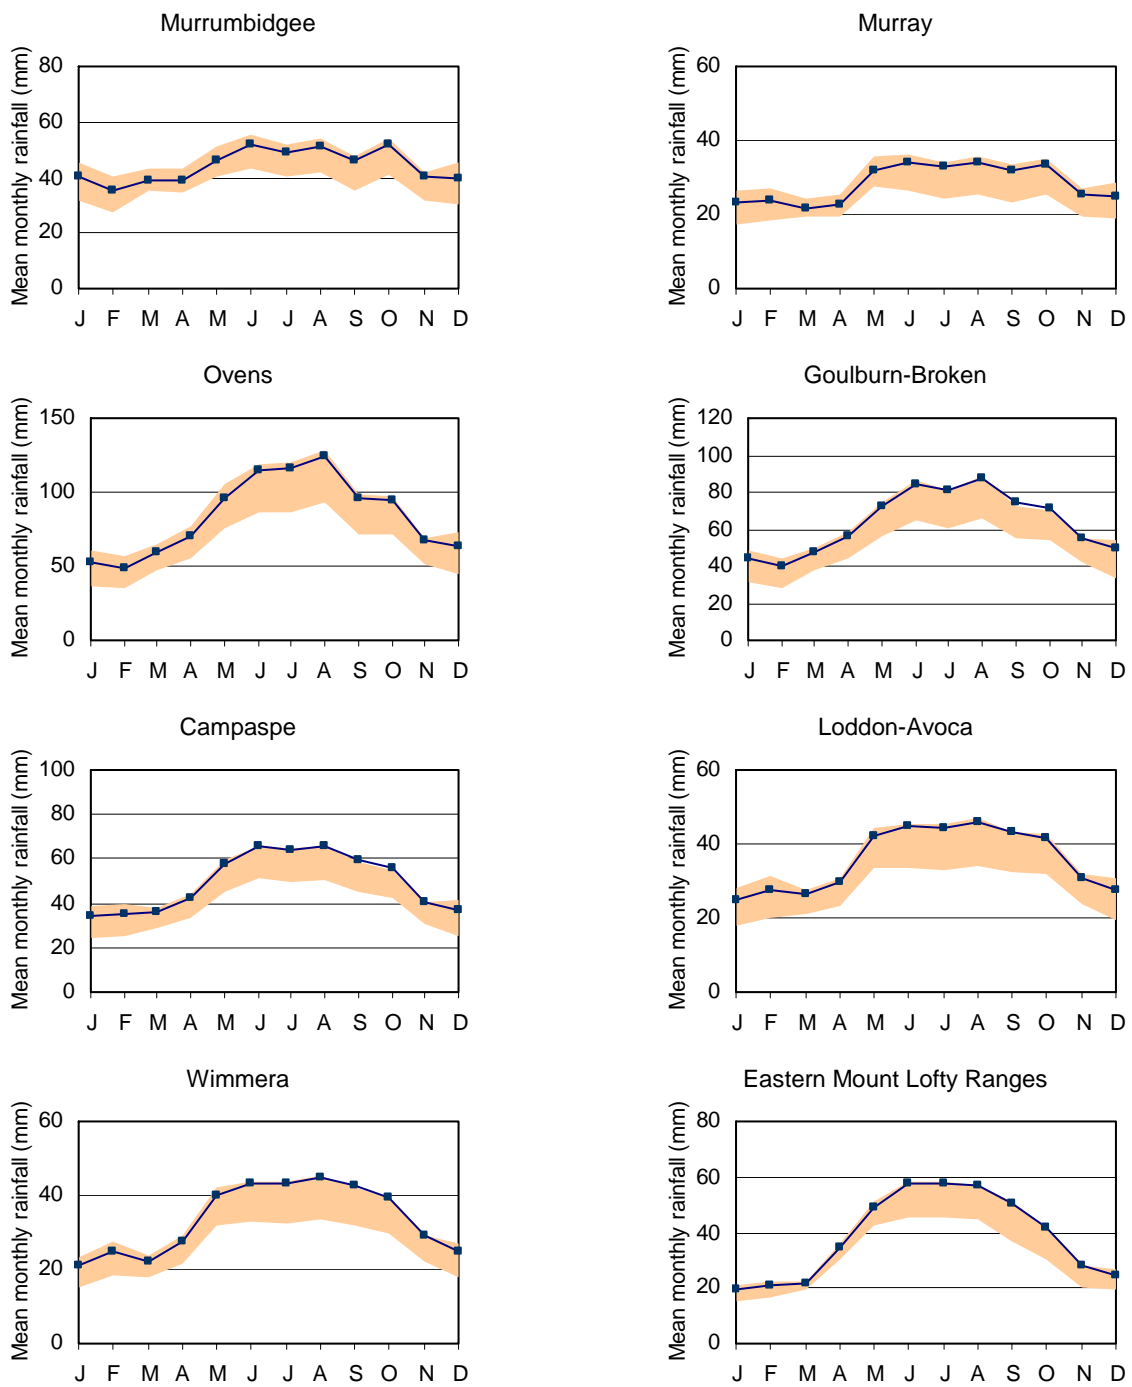 Murrumbidgee
Mean monthly rainfall (mm)
80
60
40
20
0
J F M A M J J A S O N D
Murray
Mean monthly rainfall (mm)
60
40
20
0
J F M A M J J A S O N D
Ovens
Mean monthly rainfall (mm)
150
100
50
0
J F M A M J J A S O N D
Goulburn-Broken
Mean monthly rainfall (mm)
120
100
80
60
40
20
0
J F M A M J J A S O N D
Campaspe
Mean monthly rainfall (mm)
100
80
60
40
20
0
J F M A M J J A S O N D
Loddon-Avoca
Mean monthly rainfall (mm)
60
40
20
0
J F M A M J J A S O N D
Wimmera
Mean monthly rainfall (mm)
60
40
20
0
J F M A M J J A S O N D
Eastern Mount Lofty Ranges
Mean monthly rainfall (mm)
80
60
40
20
0
J F M A M J J A S O N D